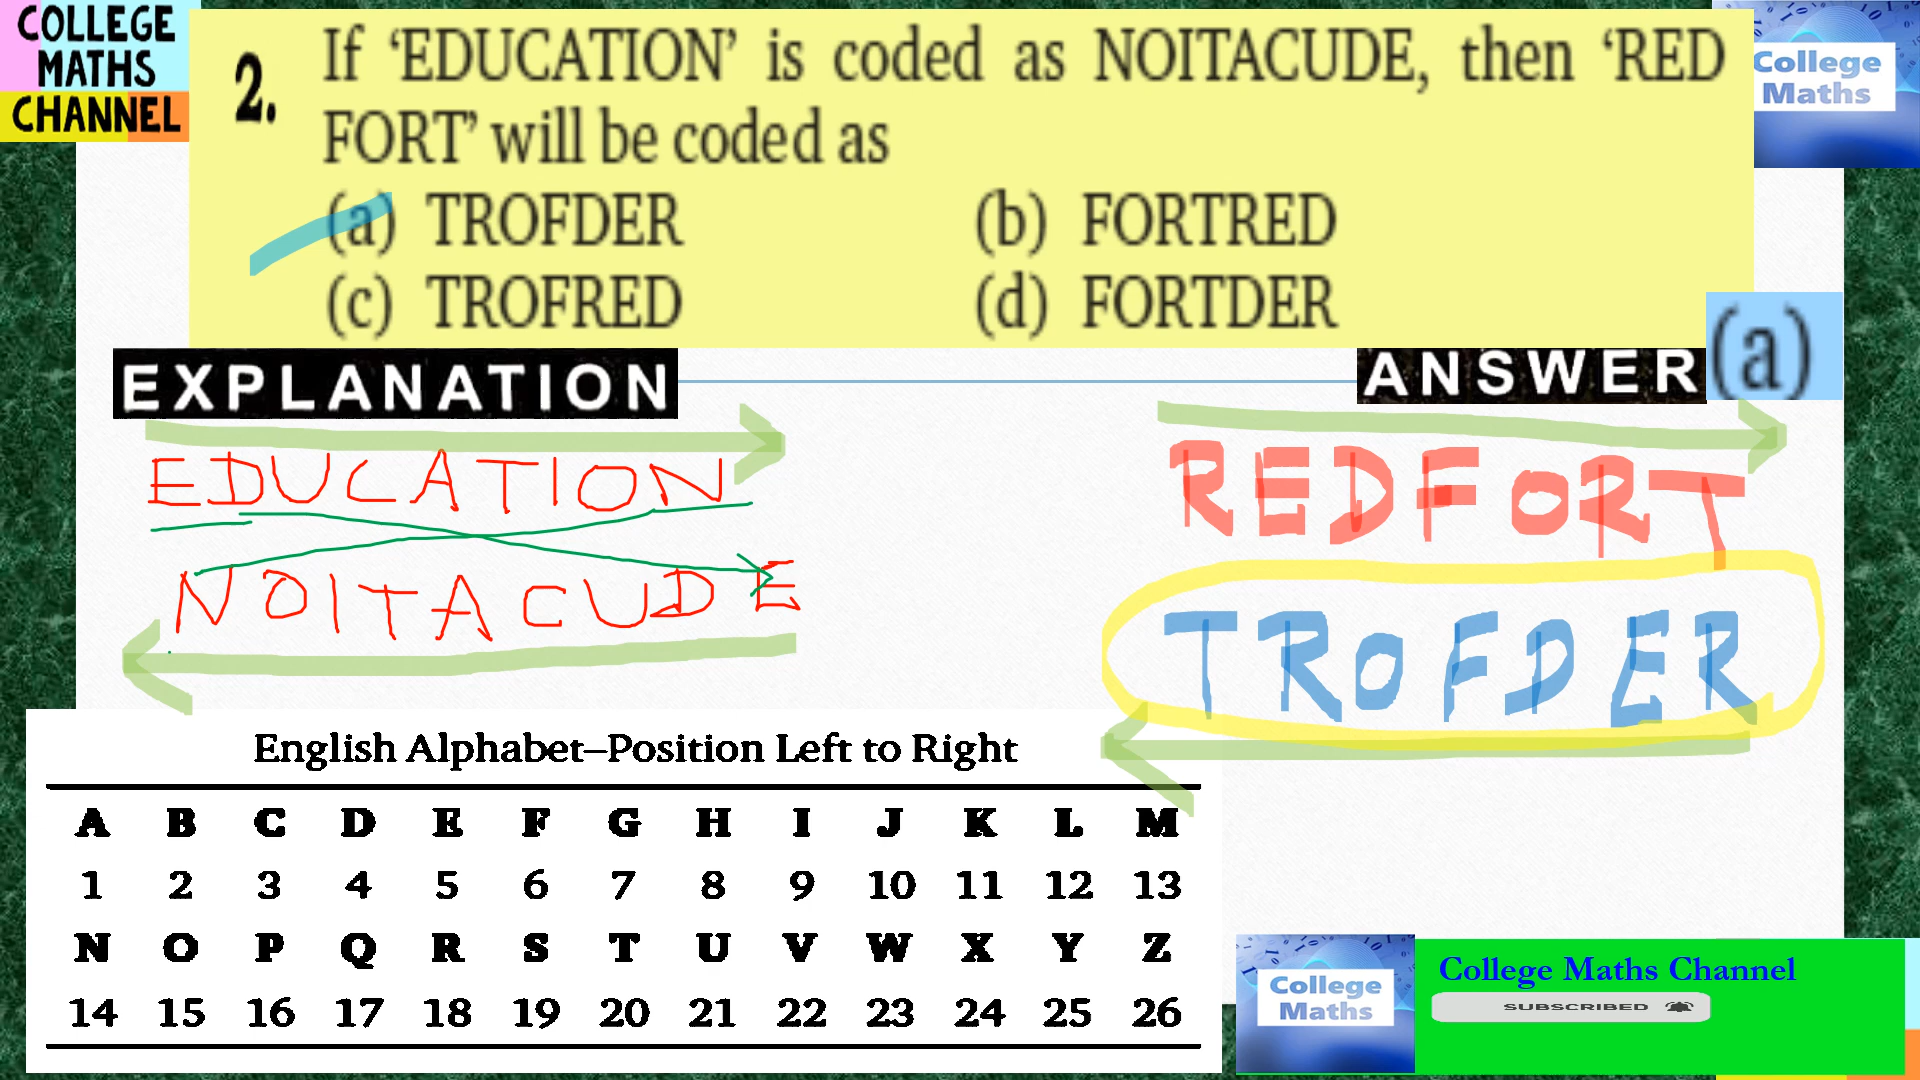 COLLEGE
MATHS
CHANNEL
2. If ‘EDUCATION’ is coded as NOITACUDE, then ‘RED
FORT’ will be coded as
(a) TROFDER (b) FORTRED
(c) TROFRED (d) FORTDER
College
Maths
EXPLANATION
ANSWER (a)
EDUCATION
NOITACUDE
REDFORT
TROFDER
English Alphabet–Position Left to Right
A B C D E F G H I J K L M
1 2 3 4 5 6 7 8 9 10 11 12 13
N O P Q R S T U V W X Y Z
14 15 16 17 18 19 20 21 22 23 24 25 26
College
Maths
College Maths Channel
SUBSCRIBED